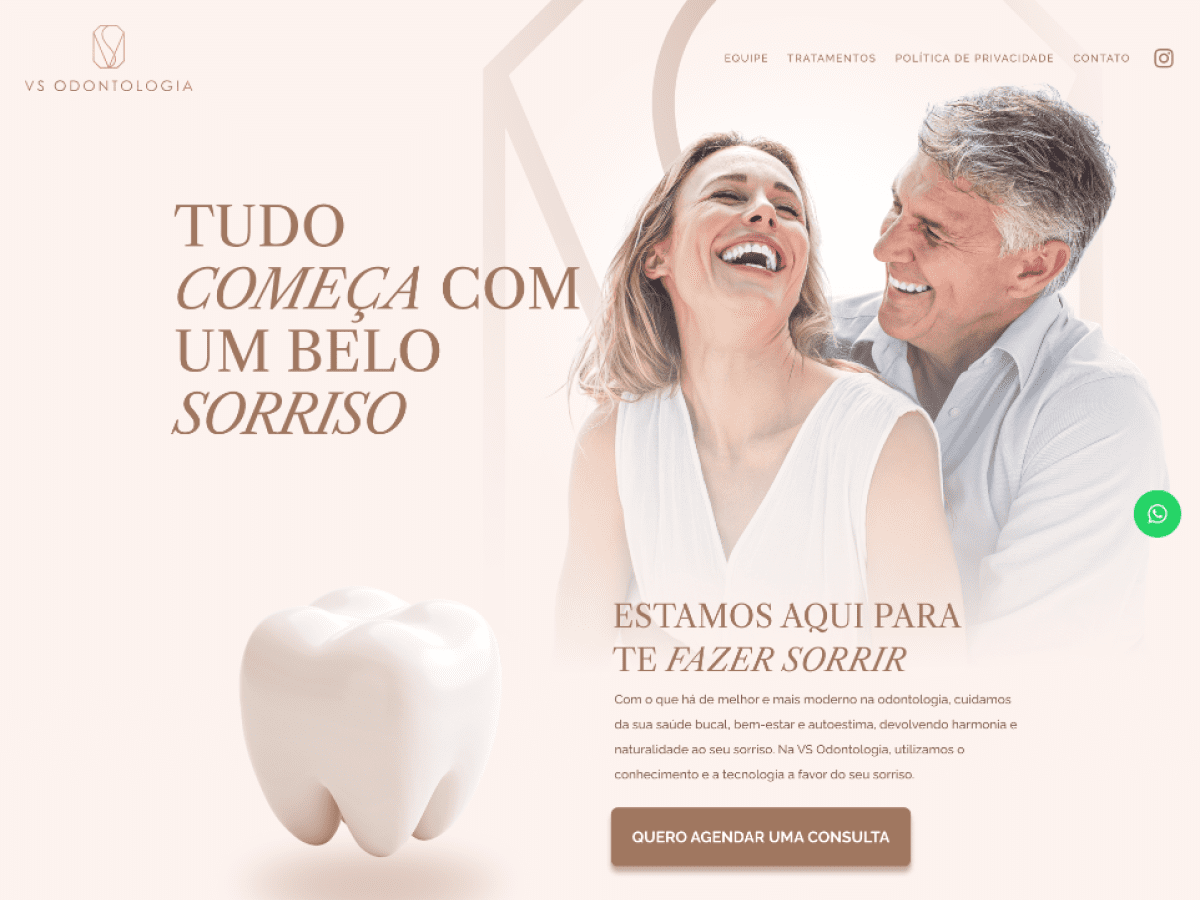 VS ODONTOLOGIA
EQUIPE TRATAMENTOS POLÍTICA DE PRIVACIDADE CONTATO
TUDO
COMEÇA COM
UM BELO
SORRISO
ESTAMOS AQUI PARA
TE FAZER SORRIR
Com o que há de melhor e mais moderno na odontologia, cuidamos
da sua saúde bucal, bem-estar e autoestima, devolvendo harmonia e
naturalidade ao seu sorriso. Na VS Odontologia, utilizamos o
conhecimento e a tecnologia a favor do seu sorriso.
QUERO AGENDAR UMA CONSULTA